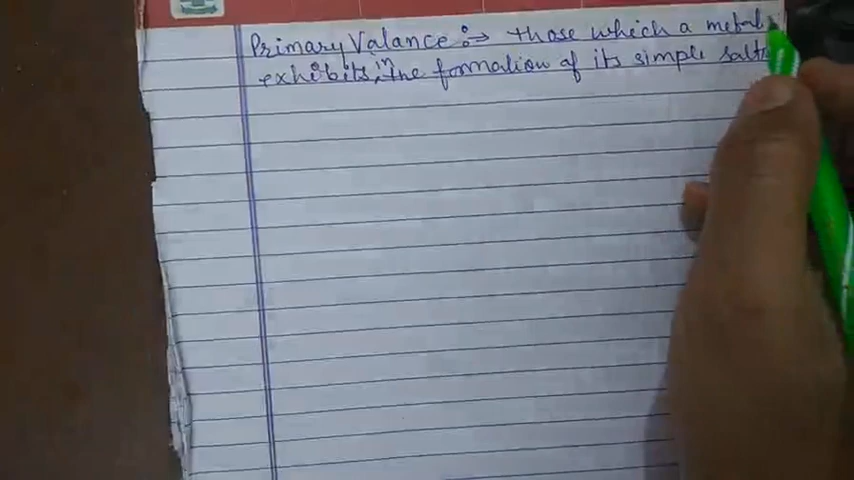 Primary Valance :→ those which a metal
exhibits in the formation of its simple salts